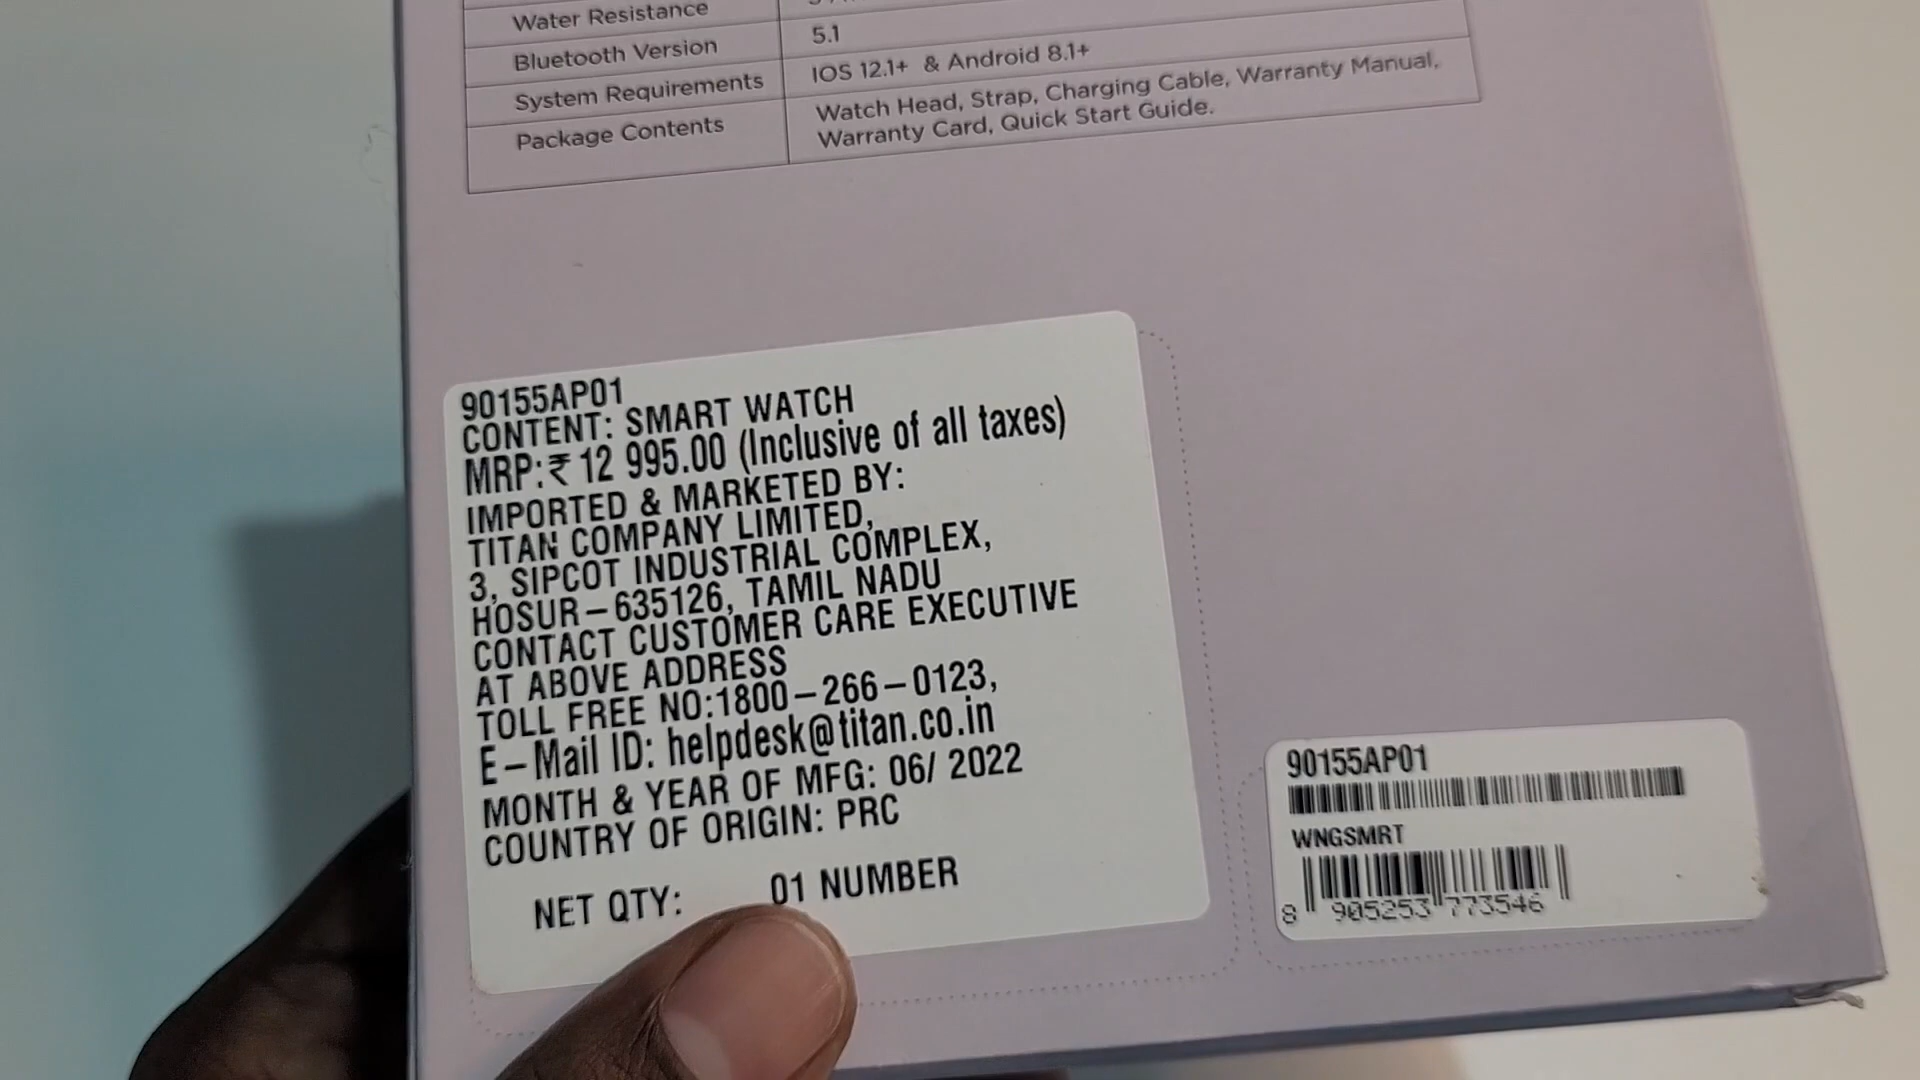 Water Resistance
Bluetooth Version 5.1
System Requirements IOS 12.1+ & Android 8.1+
Package Contents Watch Head, Strap, Charging Cable, Warranty Manual,
Warranty Card, Quick Start Guide.
90155AP01
CONTENT: SMART WATCH
MRP:₹ 12 995.00 (Inclusive of all taxes)
IMPORTED & MARKETED BY:
TITAN COMPANY LIMITED,
3, SIPCOT INDUSTRIAL COMPLEX,
HOSUR–635126, TAMIL NADU
CONTACT CUSTOMER CARE EXECUTIVE
AT ABOVE ADDRESS
TOLL FREE NO:1800–266–0123,
E–Mail ID: helpdesk@titan.co.in
MONTH & YEAR OF MFG: 06/ 2022
COUNTRY OF ORIGIN: PRC
NET QTY: 01 NUMBER
90155AP01
WNGSMRT
8 905253 773546